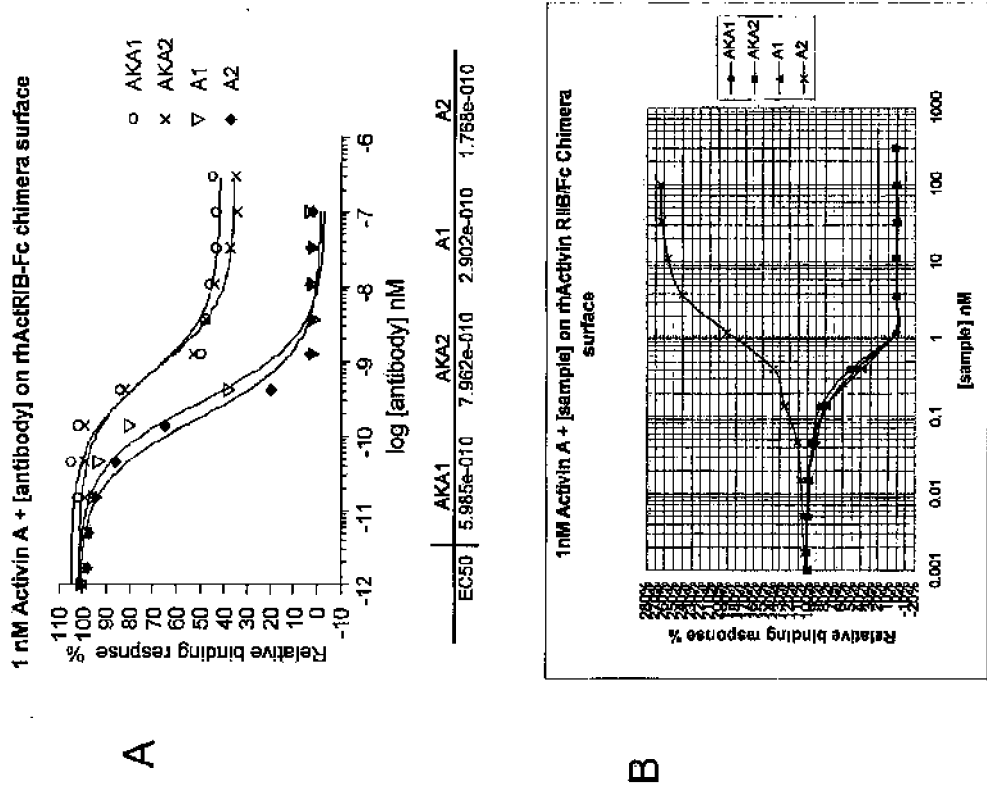 A
1 nM Activin A + [antibody] on rhActRIB-Fc chimera surface
Relative binding response %
110
100
90
80
70
60
50
40
30
20
10
0
-10
-12
-11
-10
-9
-8
-7
-6
log [antibody] nM
AKA1
AKA2
A1
A2
AKA1 AKA2 A1 A2
EC50 5.985e-010 7.962e-010 2.902e-010 1.768e-010
B
1nM Activin A + [sample] on rhActivin RIIB/Fc Chimera
surface
Relative binding response %
280%
-20%
0.001
0.01
0.1
1
10
100
1000
[sample] nM
AKA1
AKA2
A1
A2